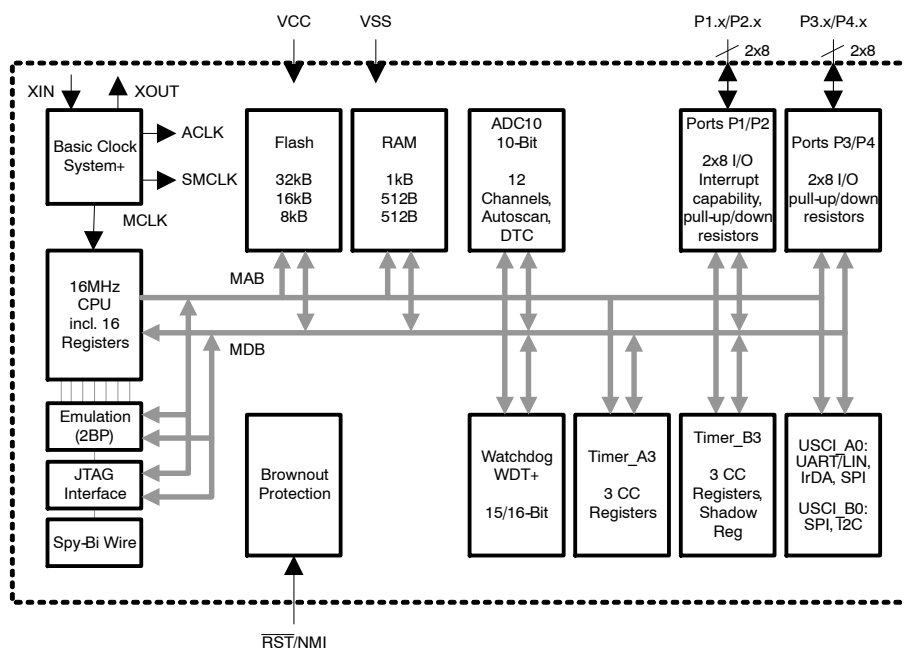 VCC
VSS
P1.x/P2.x
2x8
P3.x/P4.x
2x8
XIN
XOUT
Basic Clock
System+
ACLK
SMCLK
MCLK
Flash
32kB
16kB
8kB
RAM
1kB
512B
512B
ADC10
10-Bit
12
Channels,
Autoscan,
DTC
Ports P1/P2
2x8 I/O
Interrupt
capability,
pull-up/down
resistors
Ports P3/P4
2x8 I/O
pull-up/down
resistors
16MHz
CPU
incl. 16
Registers
MAB
MDB
Emulation
(2BP)
JTAG
Interface
Spy-Bi Wire
Brownout
Protection
Watchdog
WDT+
15/16-Bit
Timer_A3
3 CC
Registers
Timer_B3
3 CC
Registers,
Shadow
Reg
USCI_A0:
UART/LIN,
IrDA, SPI
USCI_B0:
SPI, I2C
RST/NMI